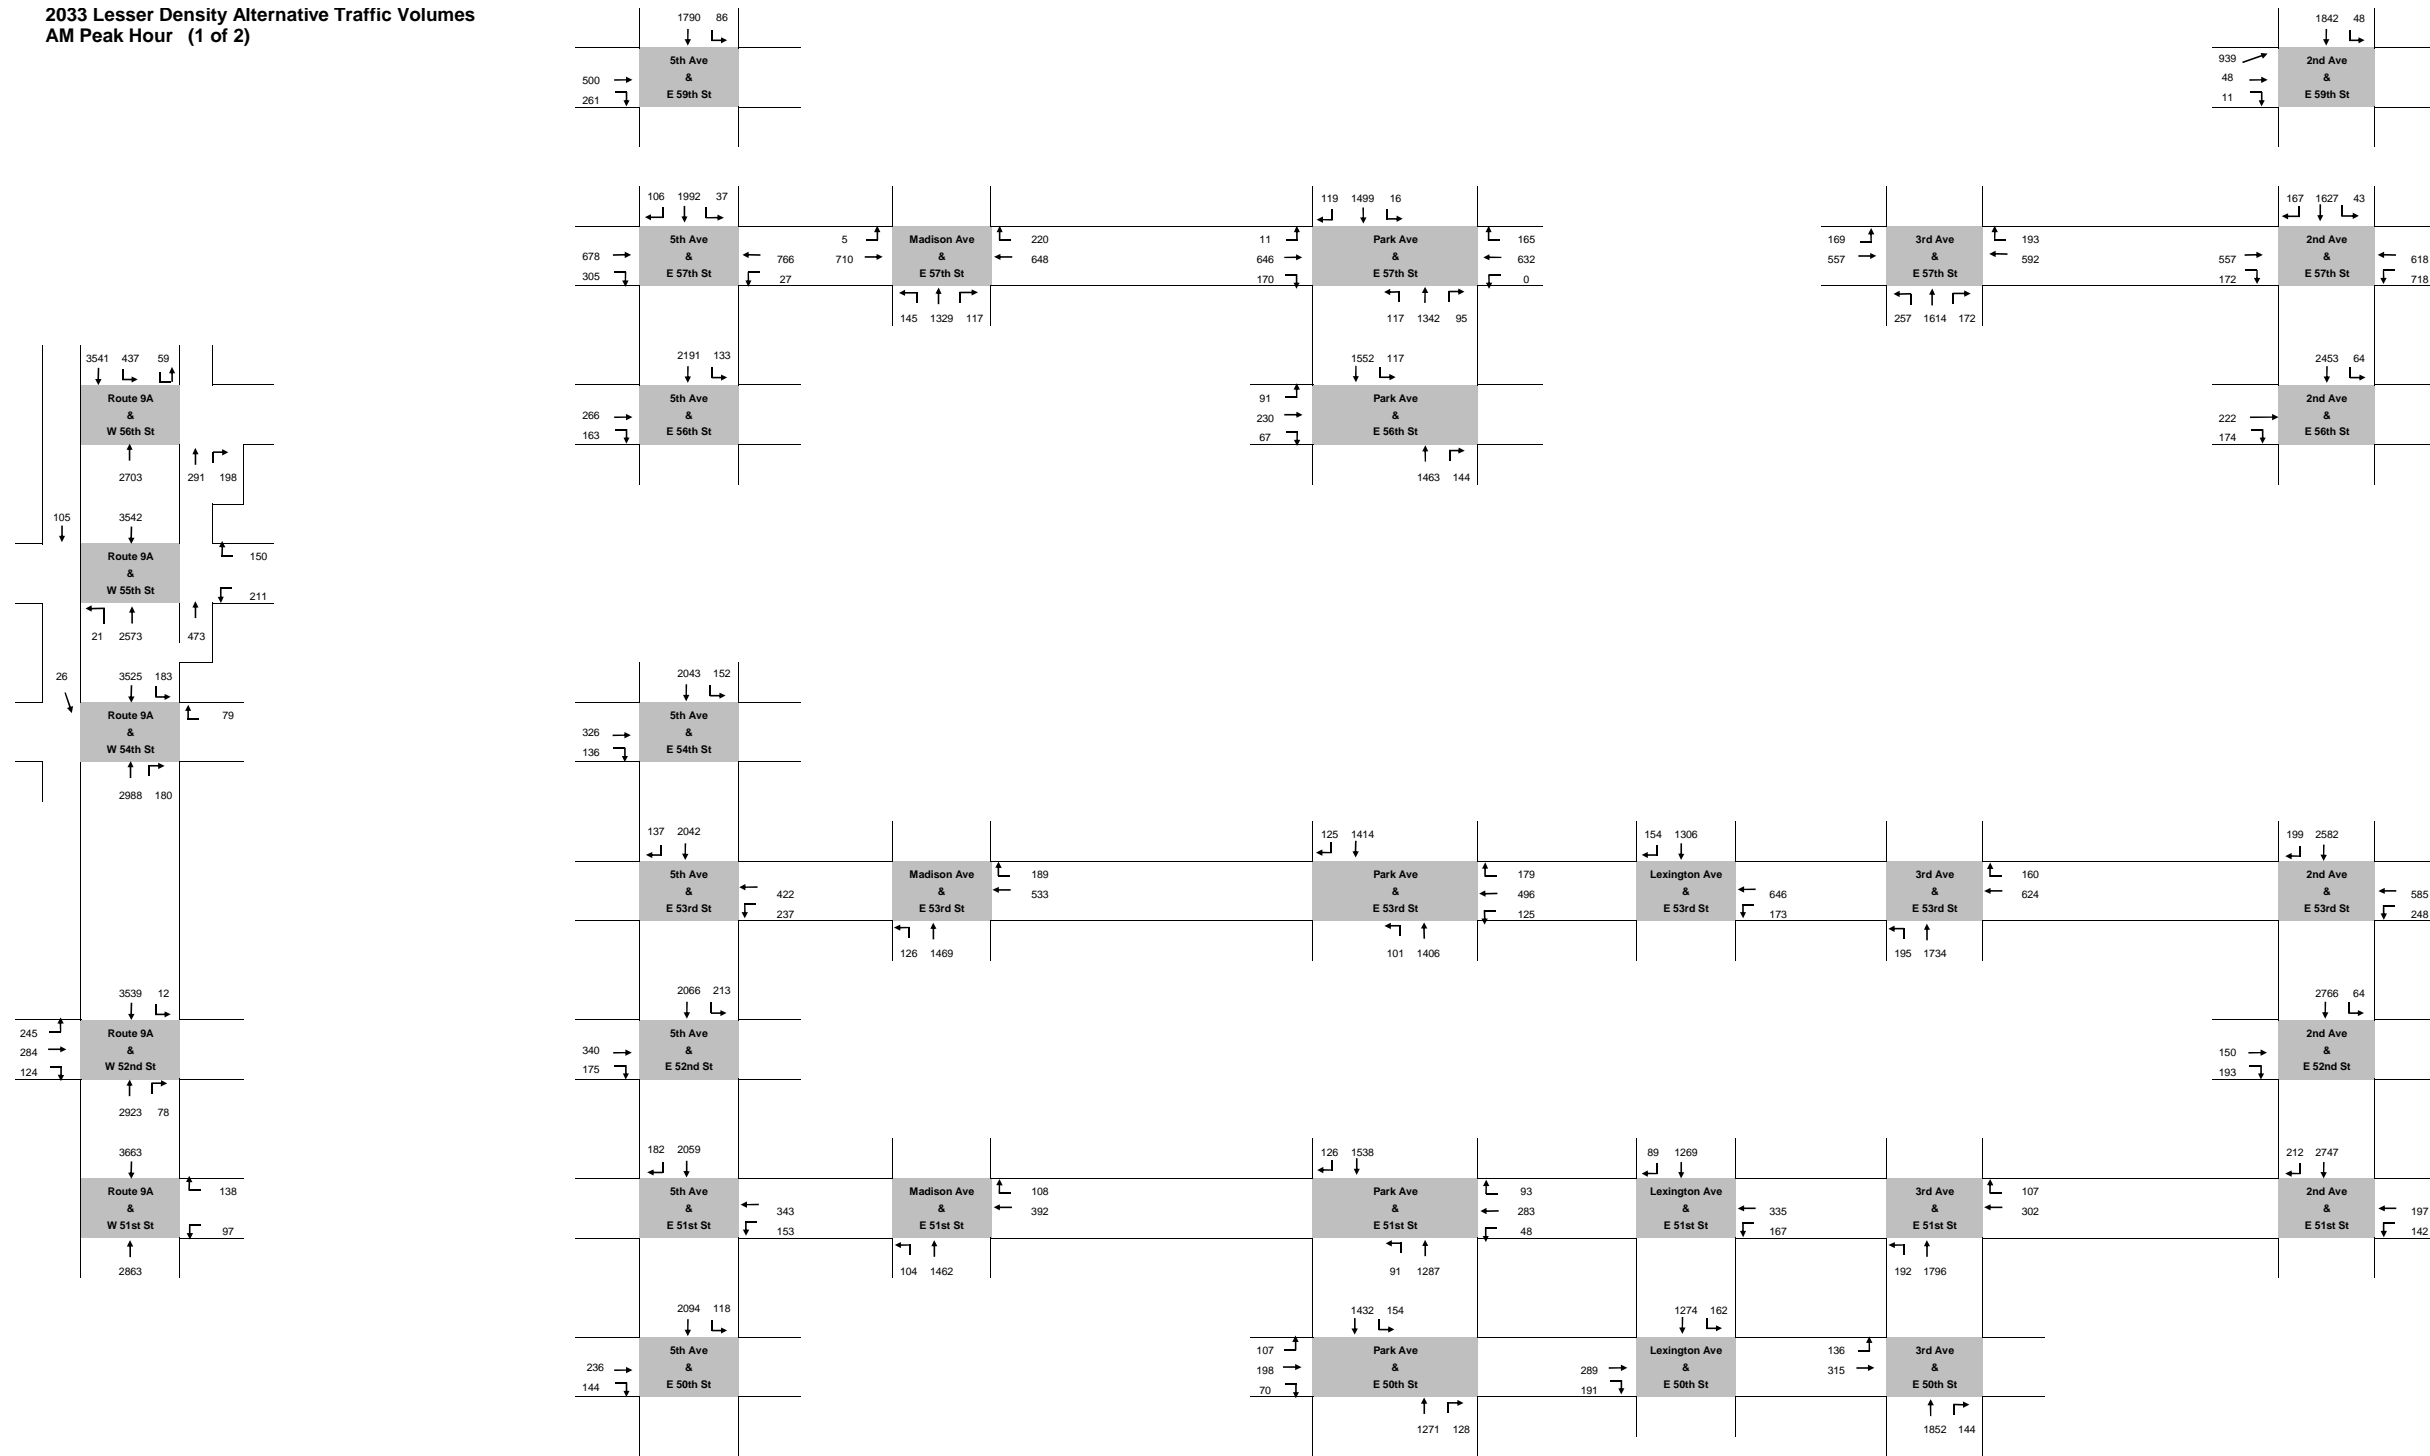 2033 Lesser Density Alternative Traffic Volumes
AM Peak Hour (1 of 2)
1790 86
5th Ave
&
E 59th St
500
261
1842 48
939
48
11
2nd Ave
&
E 59th St
106 1992 37
678
305
5th Ave
&
E 57th St
766
27
5
710
Madison Ave
&
E 57th St
220
648
145 1329 117
119 1499 16
11
646
170
Park Ave
&
E 57th St
165
632
0
117 1342 95
169
557
3rd Ave
&
E 57th St
193
592
257 1614 172
167 1627 43
557
172
2nd Ave
&
E 57th St
618
718
3541 437 59
Route 9A
&
W 56th St
2703
291 198
2191 133
266
163
5th Ave
&
E 56th St
1552 117
91
230
67
Park Ave
&
E 56th St
1463 144
2453 64
222
174
2nd Ave
&
E 56th St
105
3542
Route 9A
&
W 55th St
150
211
21 2573
473
26
3525 183
Route 9A
&
W 54th St
79
2988 180
2043 152
326
136
5th Ave
&
E 54th St
137 2042
5th Ave
&
E 53rd St
422
237
Madison Ave
&
E 53rd St
189
533
126 1469
125 1414
Park Ave
&
E 53rd St
179
496
125
101 1406
154 1306
Lexington Ave
&
E 53rd St
646
173
3rd Ave
&
E 53rd St
160
624
195 1734
199 2582
2nd Ave
&
E 53rd St
585
248
3539 12
245
284
124
Route 9A
&
W 52nd St
2923 78
2066 213
340
175
5th Ave
&
E 52nd St
2766 64
150
193
2nd Ave
&
E 52nd St
3663
Route 9A
&
W 51st St
138
97
2863
182 2059
5th Ave
&
E 51st St
343
153
Madison Ave
&
E 51st St
108
392
104 1462
126 1538
Park Ave
&
E 51st St
93
283
48
91 1287
89 1269
Lexington Ave
&
E 51st St
335
167
3rd Ave
&
E 51st St
107
302
192 1796
212 2747
2nd Ave
&
E 51st St
197
142
2094 118
236
144
5th Ave
&
E 50th St
1432 154
107
198
70
Park Ave
&
E 50th St
1271 128
1274 162
289
191
Lexington Ave
&
E 50th St
136
315
3rd Ave
&
E 50th St
1852 144